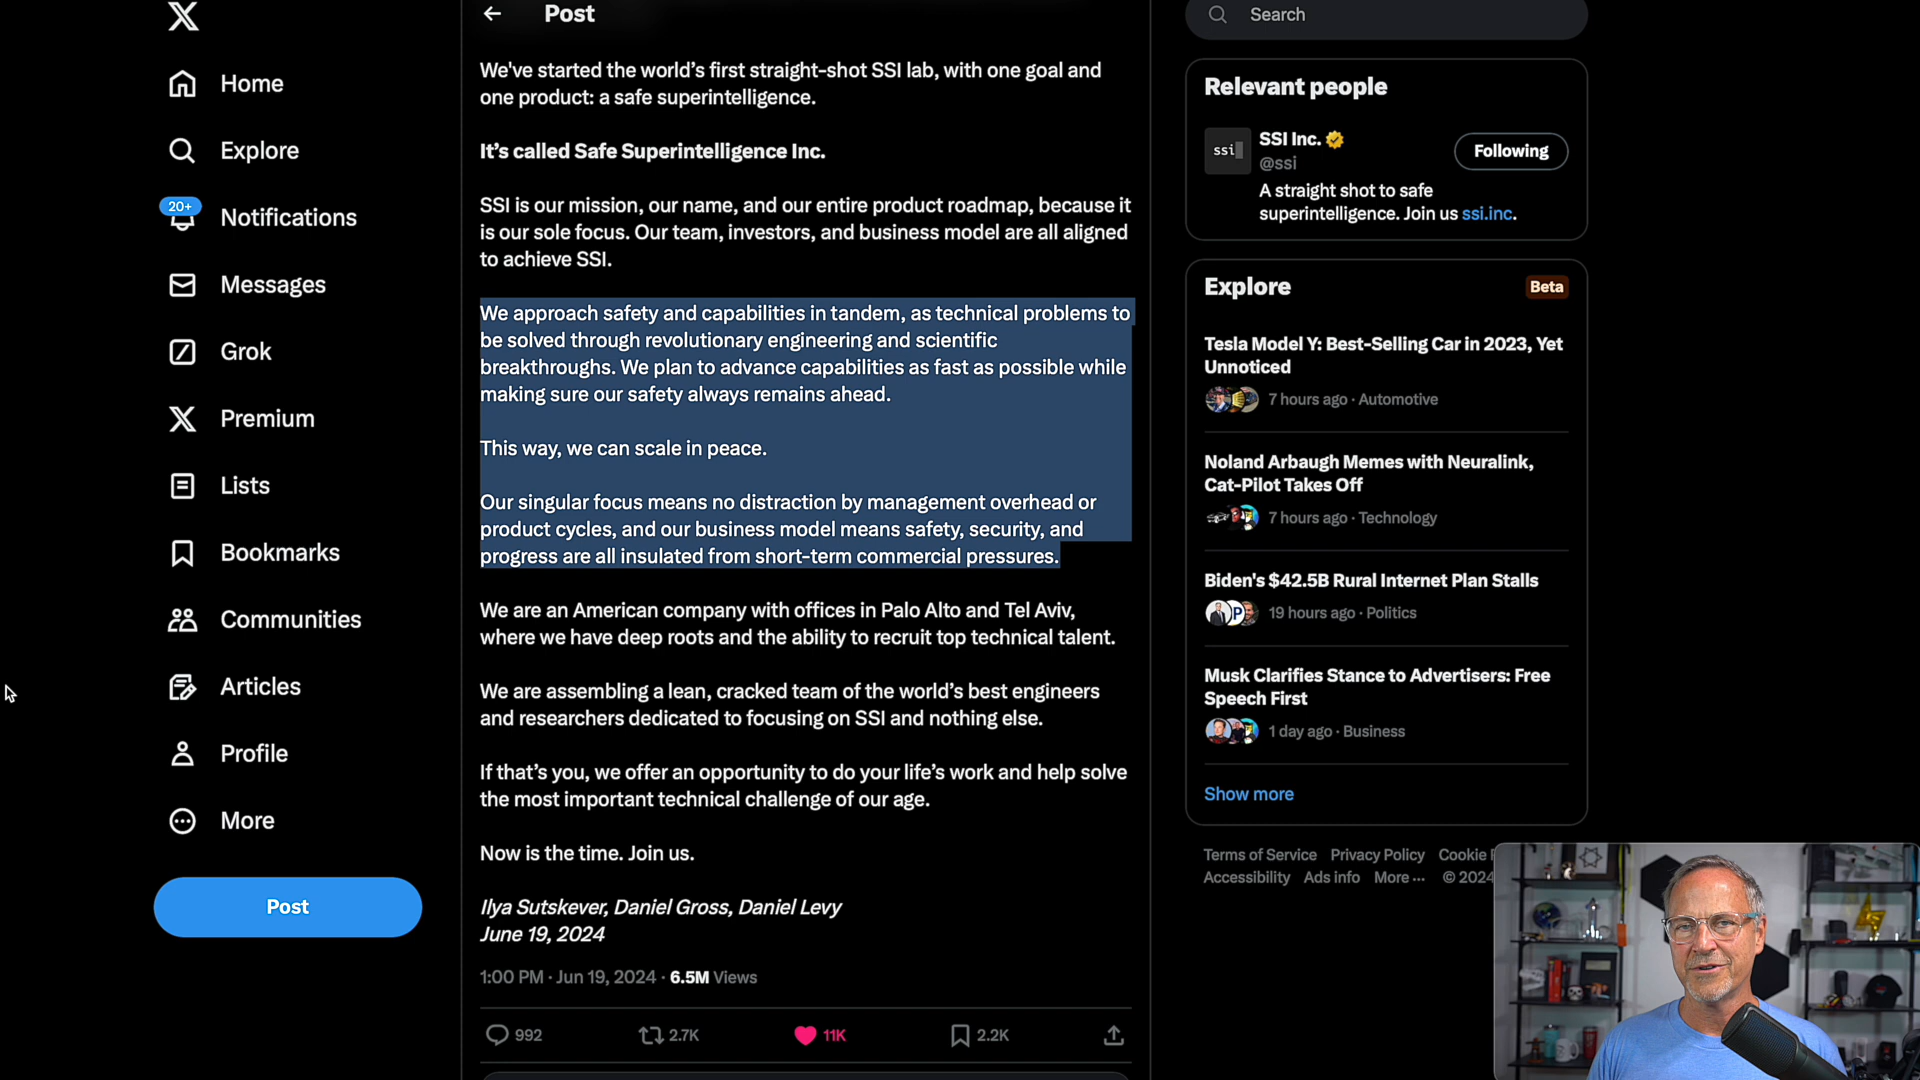 Home
Explore
20+
Notifications
Messages
Grok
Premium
Lists
Bookmarks
Communities
Articles
Profile
More
Post
Post
We've started the world’s first straight-shot SSI lab, with one goal and
one product: a safe superintelligence.
It’s called Safe Superintelligence Inc.
SSI is our mission, our name, and our entire product roadmap, because it
is our sole focus. Our team, investors, and business model are all aligned
to achieve SSI.
We approach safety and capabilities in tandem, as technical problems to
be solved through revolutionary engineering and scientific
breakthroughs. We plan to advance capabilities as fast as possible while
making sure our safety always remains ahead.
This way, we can scale in peace.
Our singular focus means no distraction by management overhead or
product cycles, and our business model means safety, security, and
progress are all insulated from short-term commercial pressures.
We are an American company with offices in Palo Alto and Tel Aviv,
where we have deep roots and the ability to recruit top technical talent.
We are assembling a lean, cracked team of the world’s best engineers
and researchers dedicated to focusing on SSI and nothing else.
If that’s you, we offer an opportunity to do your life’s work and help solve
the most important technical challenge of our age.
Now is the time. Join us.
Ilya Sutskever, Daniel Gross, Daniel Levy
June 19, 2024
1:00 PM · Jun 19, 2024 · 6.5M Views
992 2.7K 11K 2.2K
Search
Relevant people
ssi
SSI Inc.
@ssi
Following
A straight shot to safe
superintelligence. Join us ssi.inc.
Explore
Beta
Tesla Model Y: Best-Selling Car in 2023, Yet
Unnoticed
7 hours ago · Automotive
Noland Arbaugh Memes with Neuralink,
Cat-Pilot Takes Off
7 hours ago · Technology
Biden's $42.5B Rural Internet Plan Stalls
P
19 hours ago · Politics
Musk Clarifies Stance to Advertisers: Free
Speech First
1 day ago · Business
Show more
Terms of Service Privacy Policy Cookie
Accessibility Ads info More ··· © 2024